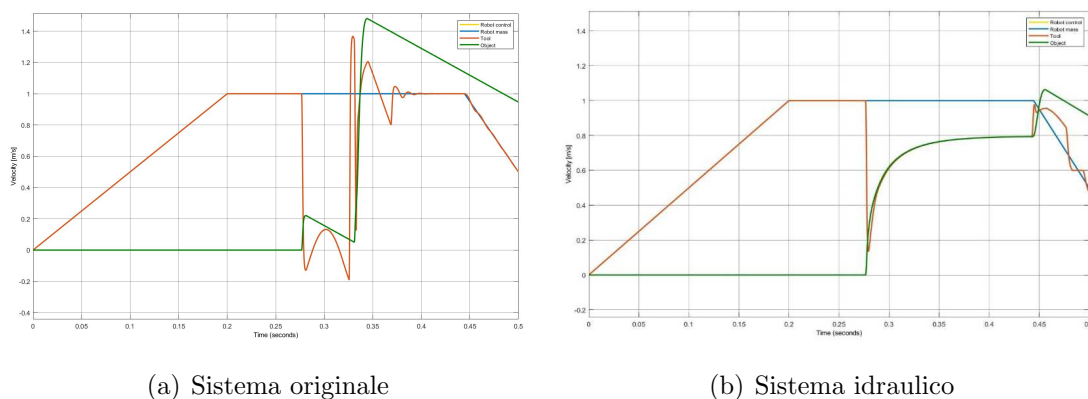 Robot control
Robot mass
Tool
Object
1.4
1.2
1
0.8
0.6
0.4
0.2
0
-0.2
-0.4
Velocity [m/s]
0 0.05 0.1 0.15 0.2 0.25 0.3 0.35 0.4 0.45 0.5
Time (seconds)
(a) Sistema originale
Robot control
Robot mass
Tool
Object
1.4
1.2
1
0.8
0.6
0.4
0.2
0
-0.2
Velocity [m/s]
0 0.05 0.1 0.15 0.2 0.25 0.3 0.35 0.4 0.45 0.5
Time (seconds)
(b) Sistema idraulico